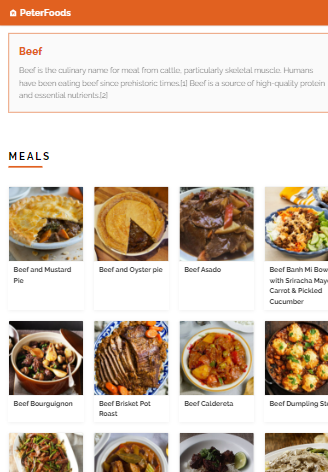 PeterFoods
Beef
Beef is the culinary name for meat from cattle, particularly skeletal muscle. Humans
have been eating beef since prehistoric times.[1] Beef is a source of high-quality protein
and essential nutrients.[2]
MEALS
Beef and Mustard
Pie
Beef and Oyster pie
Beef Asado
Beef Banh Mi Bow
with Sriracha May
Carrot & Pickled
Cucumber
Beef Bourguignon
Beef Brisket Pot
Roast
Beef Caldereta
Beef Dumpling St